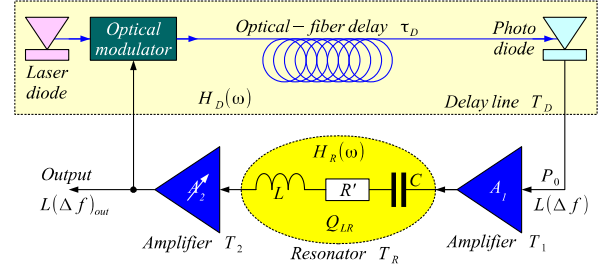 Optical
modulator
Optical – fiber delay τD
Photo
diode
Laser
diode
HD(ω)
Delay line TD
HR(ω)
Output
L(Δf)out
A2
L
R'
C
A1
P0
L(Δf)
QLR
Amplifier T2
Resonator TR
Amplifier T1